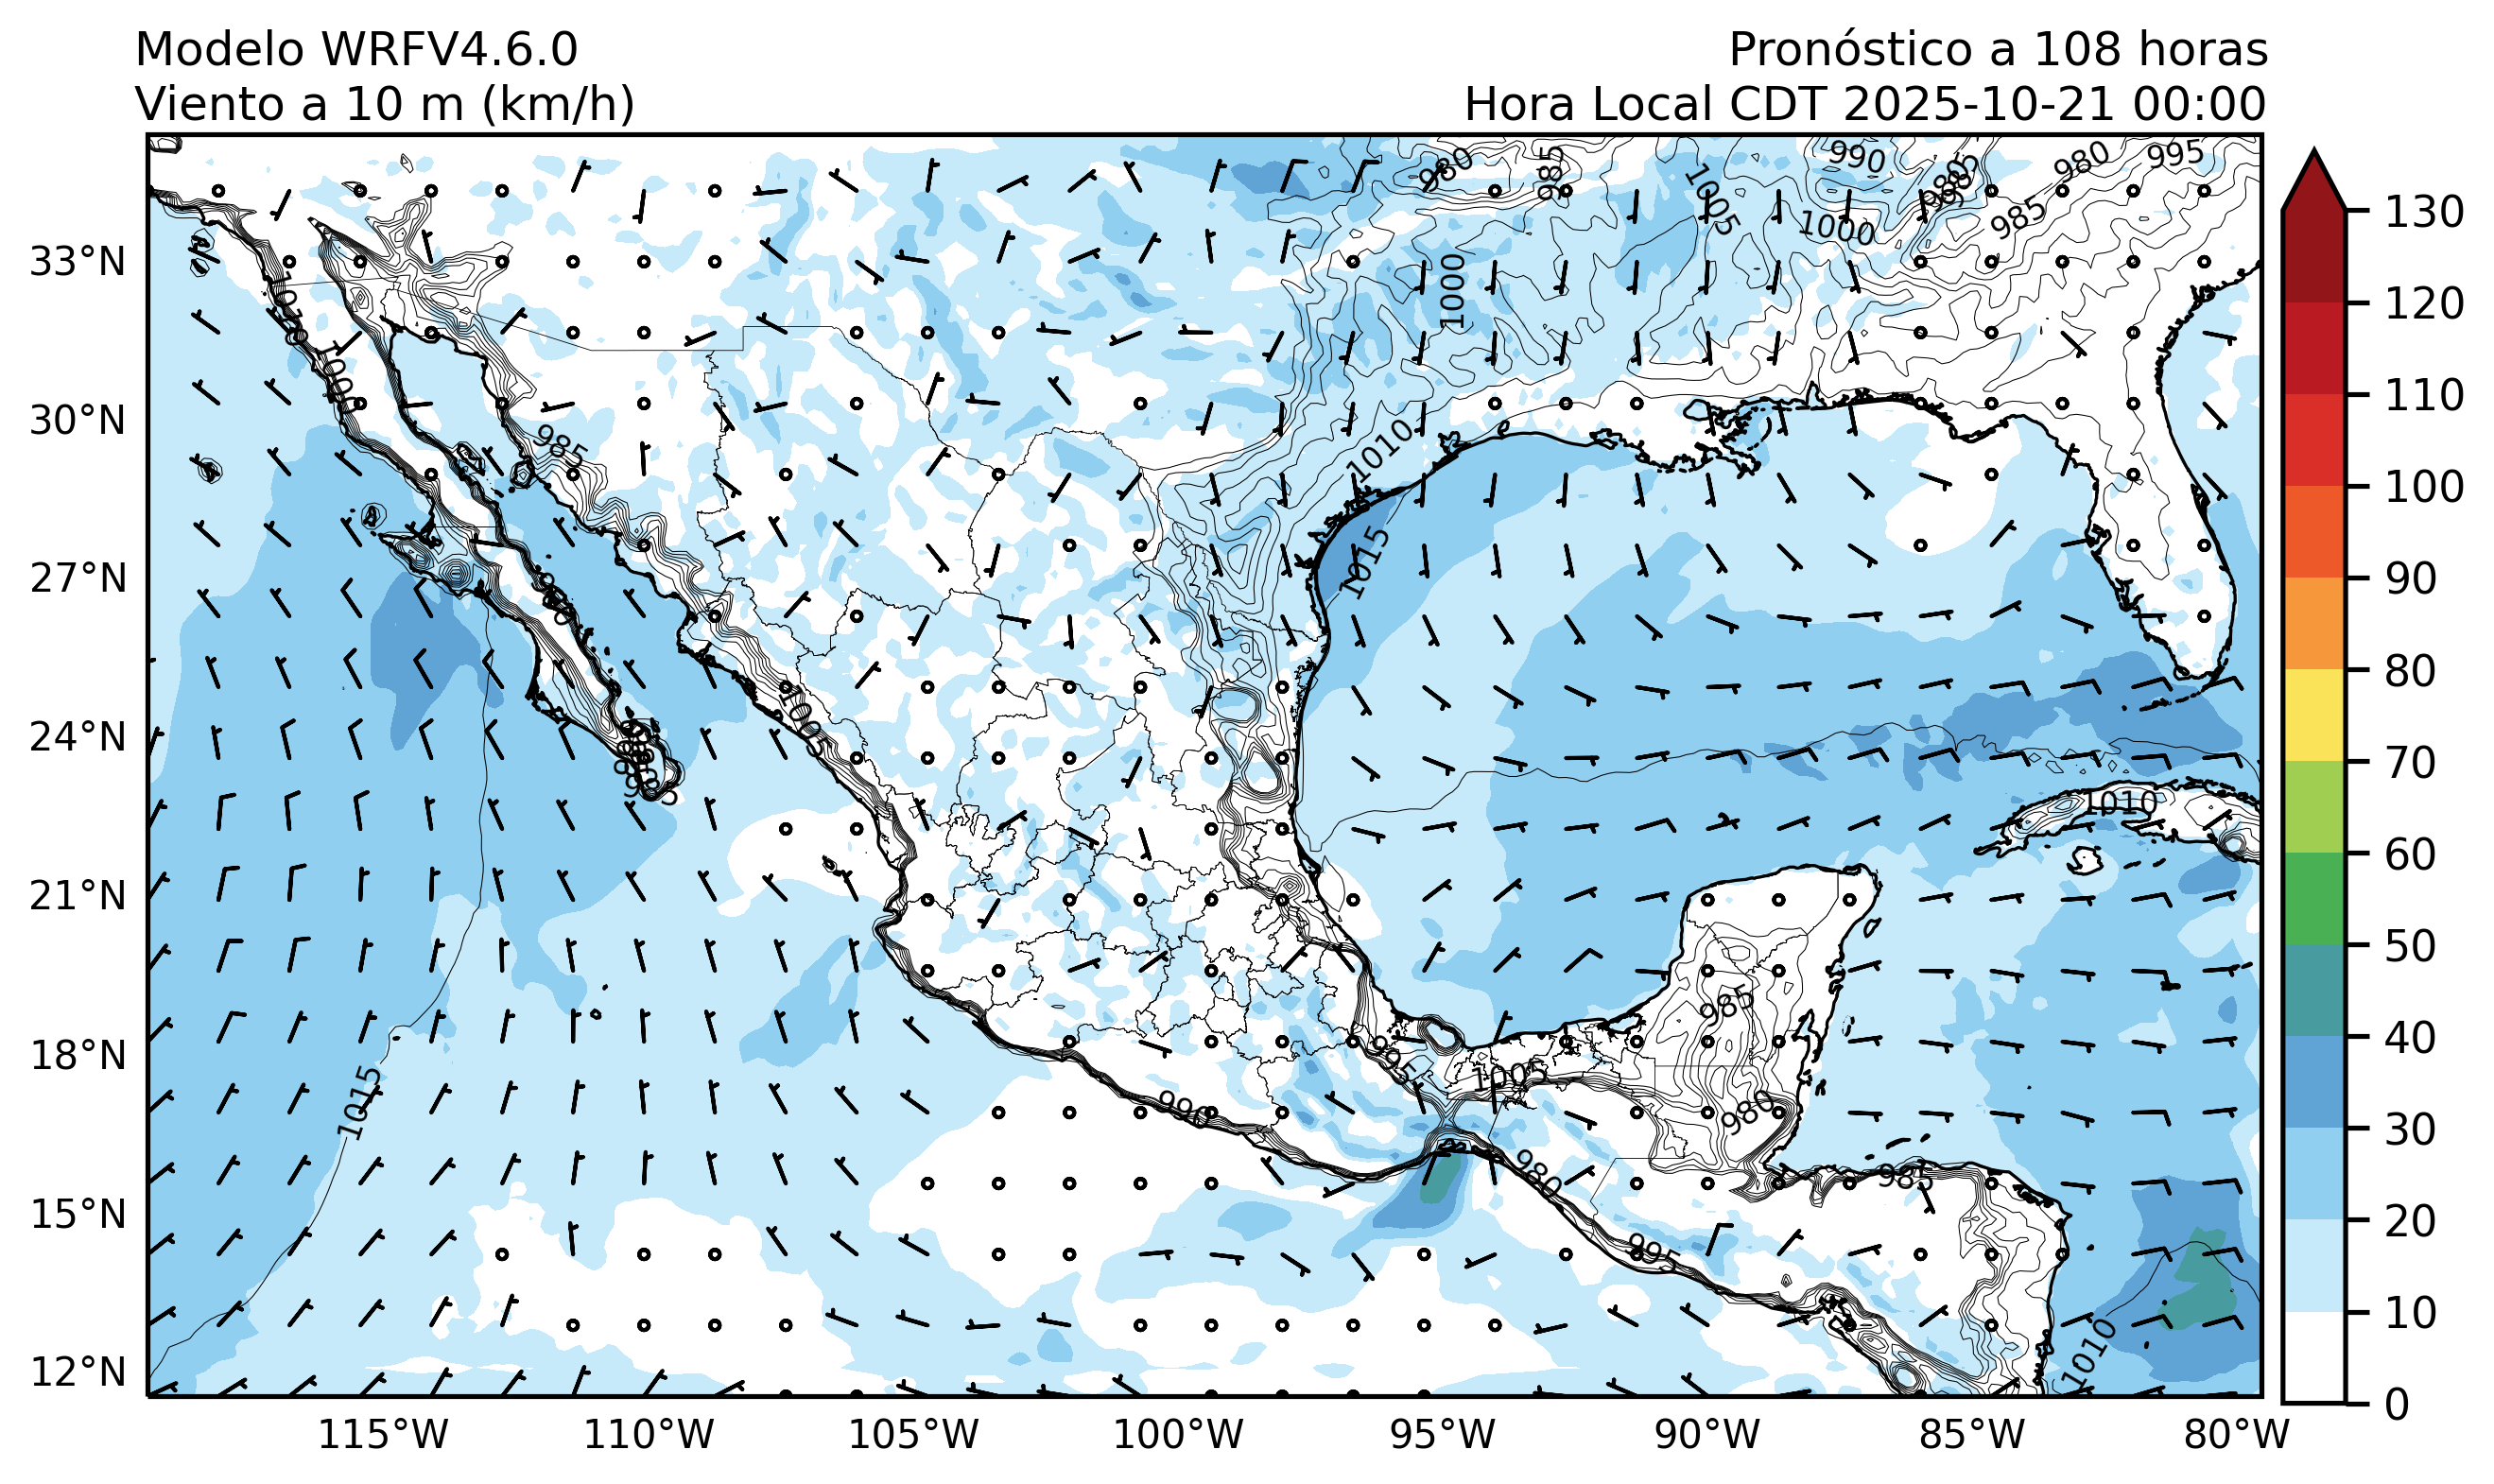 Modelo WRFV4.6.0
Viento a 10 m (km/h)
Pronóstico a 108 horas
Hora Local CDT 2025-10-21 00:00
33°N
30°N
27°N
24°N
21°N
18°N
15°N
12°N
115°W
110°W
105°W
100°W
95°W
90°W
85°W
80°W
130
120
110
100
90
80
70
60
50
40
30
20
10
0
980
985
990
985
980
995
1005
1000
985
1000
1010
1000
985
1010
1015
1005
1010
985
995
1005
980
990
980
985
995
1015
1010